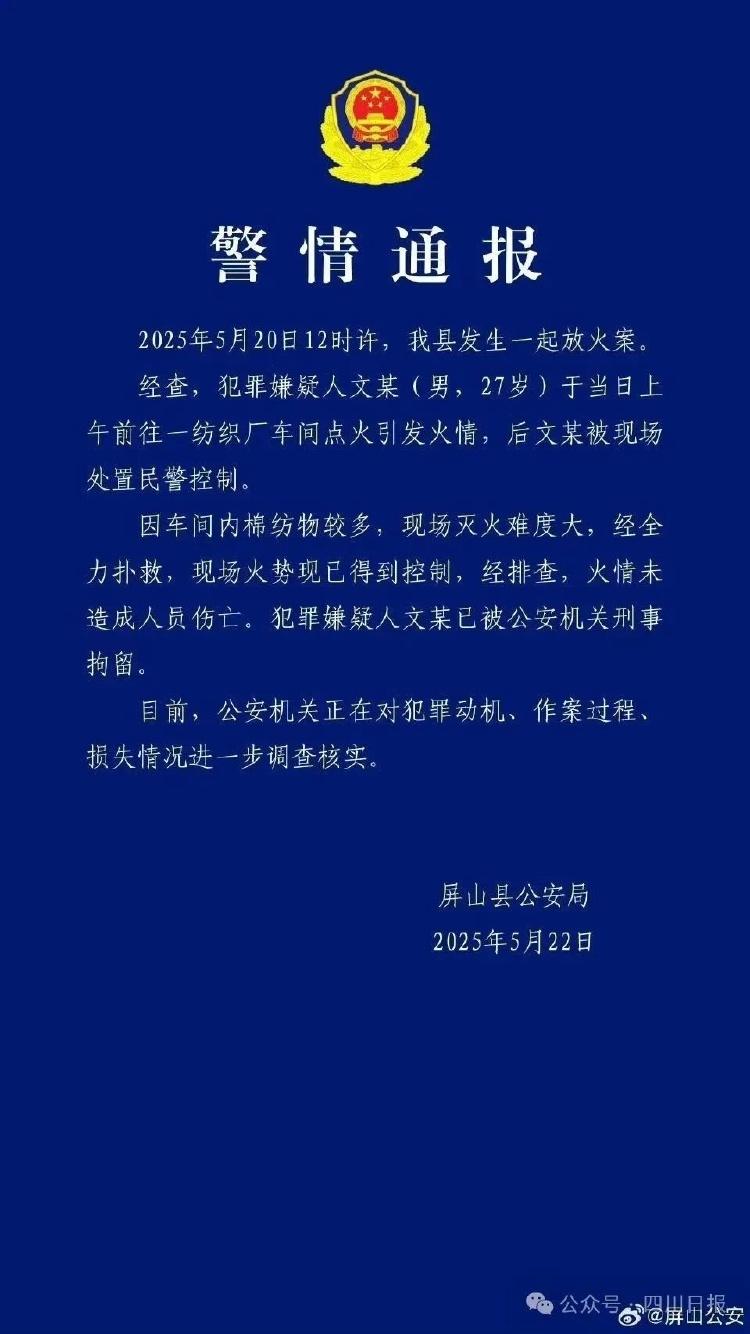 警情通报
2025年5月20日12时许，我县发生一起放火案。
经查，犯罪嫌疑人文某（男，27岁）于当日上
午前往一纺织厂车间点火引发火情，后文某被现场
处置民警控制。
因车间内棉纺物较多，现场灭火难度大，经全
力扑救，现场火势现已得到控制，经排查，火情未
造成人员伤亡。犯罪嫌疑人文某已被公安机关刑事
拘留。
目前，公安机关正在对犯罪动机、作案过程、
损失情况进一步调查核实。
屏山县公安局
2025年5月22日
公众号·四川日报
@屏山公安